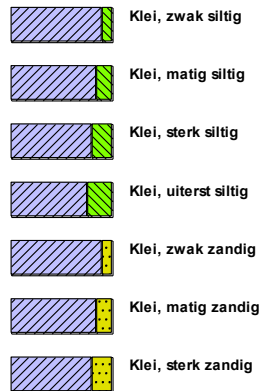 Klei, zwak siltig
Klei, matig siltig
Klei, sterk siltig
Klei, uiterst siltig
Klei, zwak zandig
Klei, matig zandig
Klei, sterk zandig